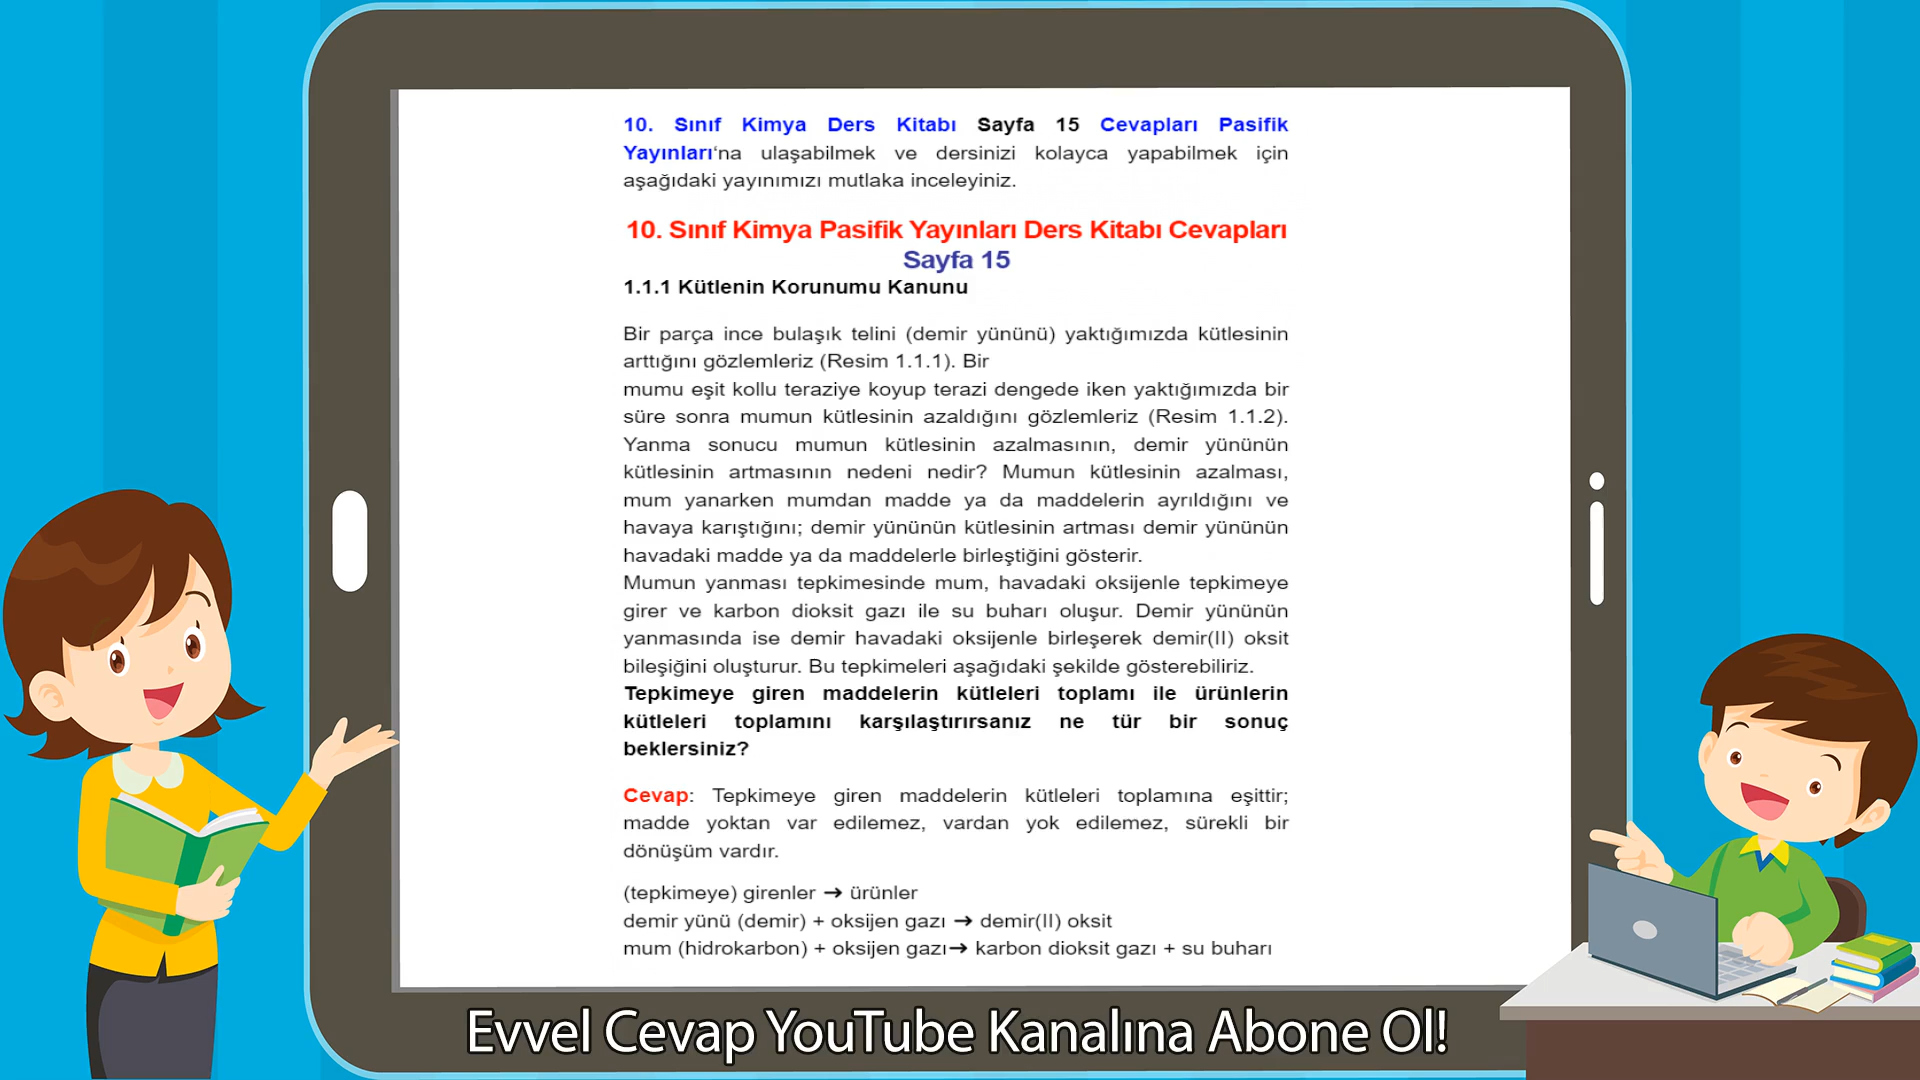 10. Sınıf Kimya Ders Kitabı Sayfa 15 Cevapları Pasifik
Yayınları‘na ulaşabilmek ve dersinizi kolayca yapabilmek için
aşağıdaki yayınımızı mutlaka inceleyiniz.
10. Sınıf Kimya Pasifik Yayınları Ders Kitabı Cevapları
Sayfa 15
1.1.1 Kütlenin Korunumu Kanunu
Bir parça ince bulaşık telini (demir yününü) yaktığımızda kütlesinin
arttığını gözlemleriz (Resim 1.1.1). Bir
mumu eşit kollu teraziye koyup terazi dengede iken yaktığımızda bir
süre sonra mumun kütlesinin azaldığını gözlemleriz (Resim 1.1.2).
Yanma sonucu mumun kütlesinin azalmasının, demir yününün
kütlesinin artmasının nedeni nedir? Mumun kütlesinin azalması,
mum yanarken mumdan madde ya da maddelerin ayrıldığını ve
havaya karıştığını; demir yününün kütlesinin artması demir yününün
havadaki madde ya da maddelerle birleştiğini gösterir.
Mumun yanması tepkimesinde mum, havadaki oksijenle tepkimeye
girer ve karbon dioksit gazı ile su buharı oluşur. Demir yününün
yanmasında ise demir havadaki oksijenle birleşerek demir(II) oksit
bileşiğini oluşturur. Bu tepkimeleri aşağıdaki şekilde gösterebiliriz.
Tepkimeye giren maddelerin kütleleri toplamı ile ürünlerin
kütleleri toplamını karşılaştırırsanız ne tür bir sonuç
beklersiniz?
Cevap: Tepkimeye giren maddelerin kütleleri toplamına eşittir;
madde yoktan var edilemez, vardan yok edilemez, sürekli bir
dönüşüm vardır.
(tepkimeye) girenler ➔ ürünler
demir yünü (demir) + oksijen gazı ➔ demir(II) oksit
mum (hidrokarbon) + oksijen gazı➔ karbon dioksit gazı + su buharı
Evvel Cevap YouTube Kanalına Abone Ol!